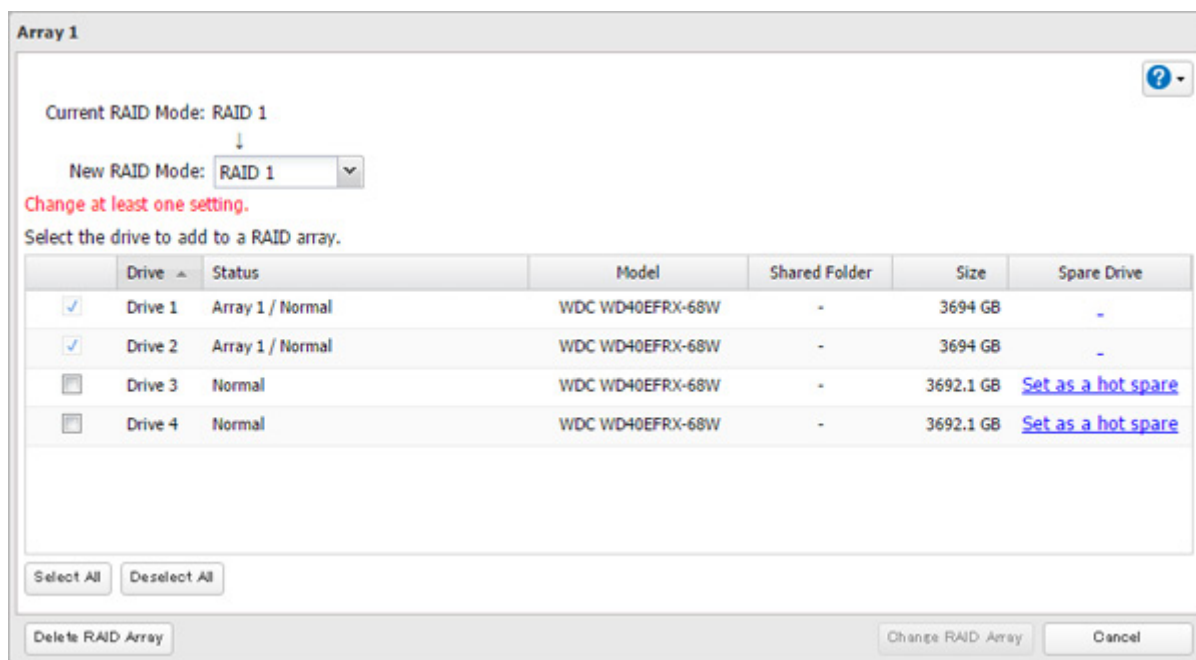 Array 1
?
Current RAID Mode: RAID 1
↓
New RAID Mode: RAID 1
Change at least one setting.
Select the drive to add to a RAID array.
Drive Status Model Shared Folder Size Spare Drive
Drive 1 Array 1 / Normal WDC WD40EFRX-68W - 3694 GB -
Drive 2 Array 1 / Normal WDC WD40EFRX-68W - 3694 GB -
Drive 3 Normal WDC WD40EFRX-68W - 3692.1 GB Set as a hot spare
Drive 4 Normal WDC WD40EFRX-68W - 3692.1 GB Set as a hot spare
Select All Deselect All
Delete RAID Array Change RAID Array Cancel